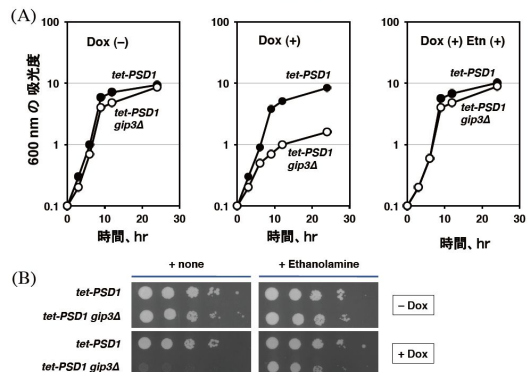 (A)
Dox (–)
Dox (+)
Dox (+) Etn (+)
600 nm の 吸光度
100
10
1
0.1
0
10
20
30
時間、hr
tet-PSD1
tet-PSD1
gip3Δ
100
10
1
0.1
0
10
20
30
時間、hr
tet-PSD1
tet-PSD1
gip3Δ
100
10
1
0.1
0
10
20
30
時間、hr
tet-PSD1
tet-PSD1
gip3Δ
(B)
+ none
+ Ethanolamine
tet-PSD1
tet-PSD1 gip3Δ
– Dox
tet-PSD1
tet-PSD1 gip3Δ
+ Dox